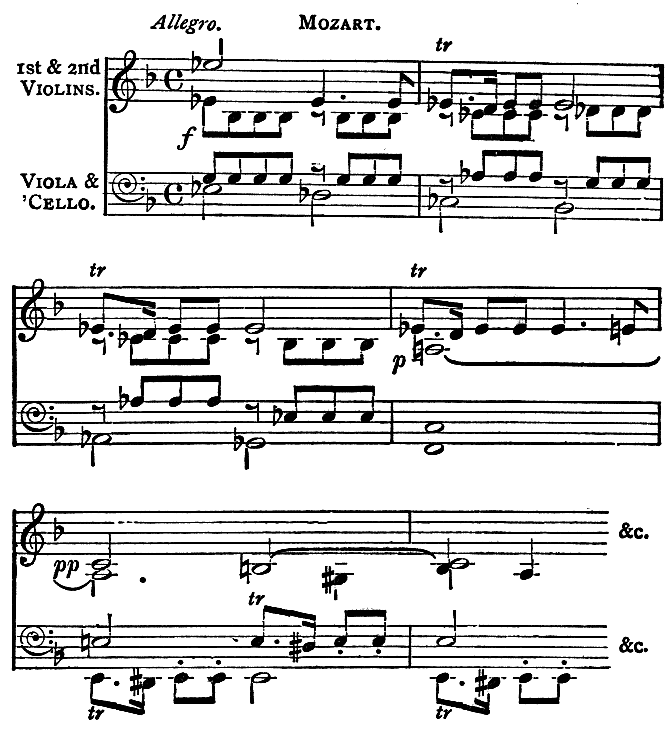 Allegro. MOZART.
1st & 2nd
VIOLINS.
tr
f
VIOLA &
'CELLO.
tr
tr
p
pp
&c.
tr
&c.
tr
tr